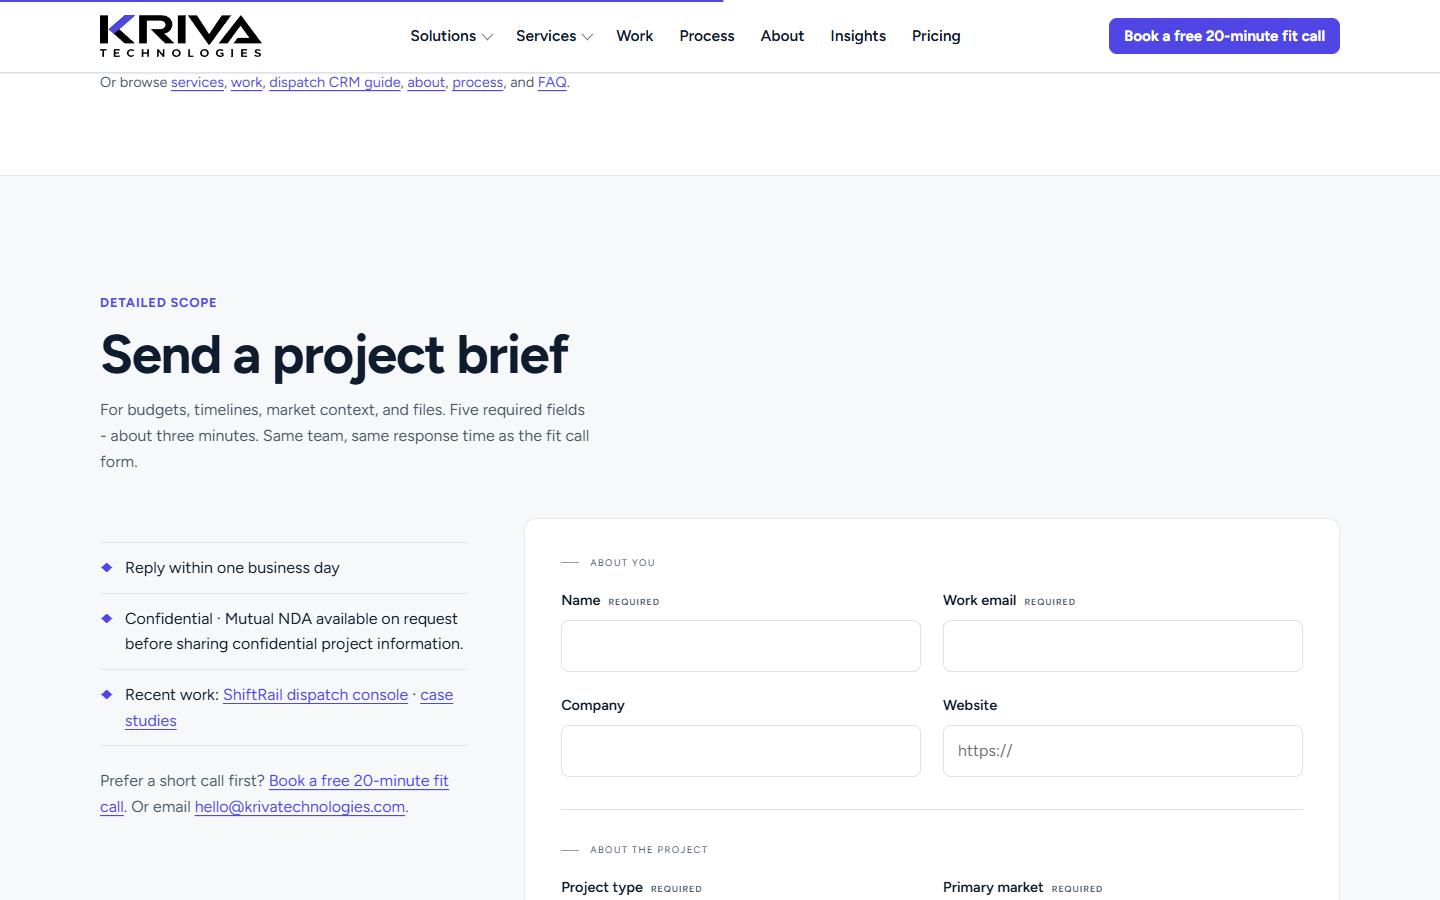 KRIVA
TECHNOLOGIES
Solutions Services Work Process About Insights Pricing
Book a free 20-minute fit call
Or browse services, work, dispatch CRM guide, about, process, and FAQ.
DETAILED SCOPE
Send a project brief
For budgets, timelines, market context, and files. Five required fields
- about three minutes. Same team, same response time as the fit call
form.
Reply within one business day
Confidential · Mutual NDA available on request
before sharing confidential project information.
Recent work: ShiftRail dispatch console · case
studies
Prefer a short call first? Book a free 20-minute fit
call. Or email hello@krivatechnologies.com.
ABOUT YOU
Name REQUIRED
Work email REQUIRED
Company
Website
https://
ABOUT THE PROJECT
Project type REQUIRED
Primary market REQUIRED